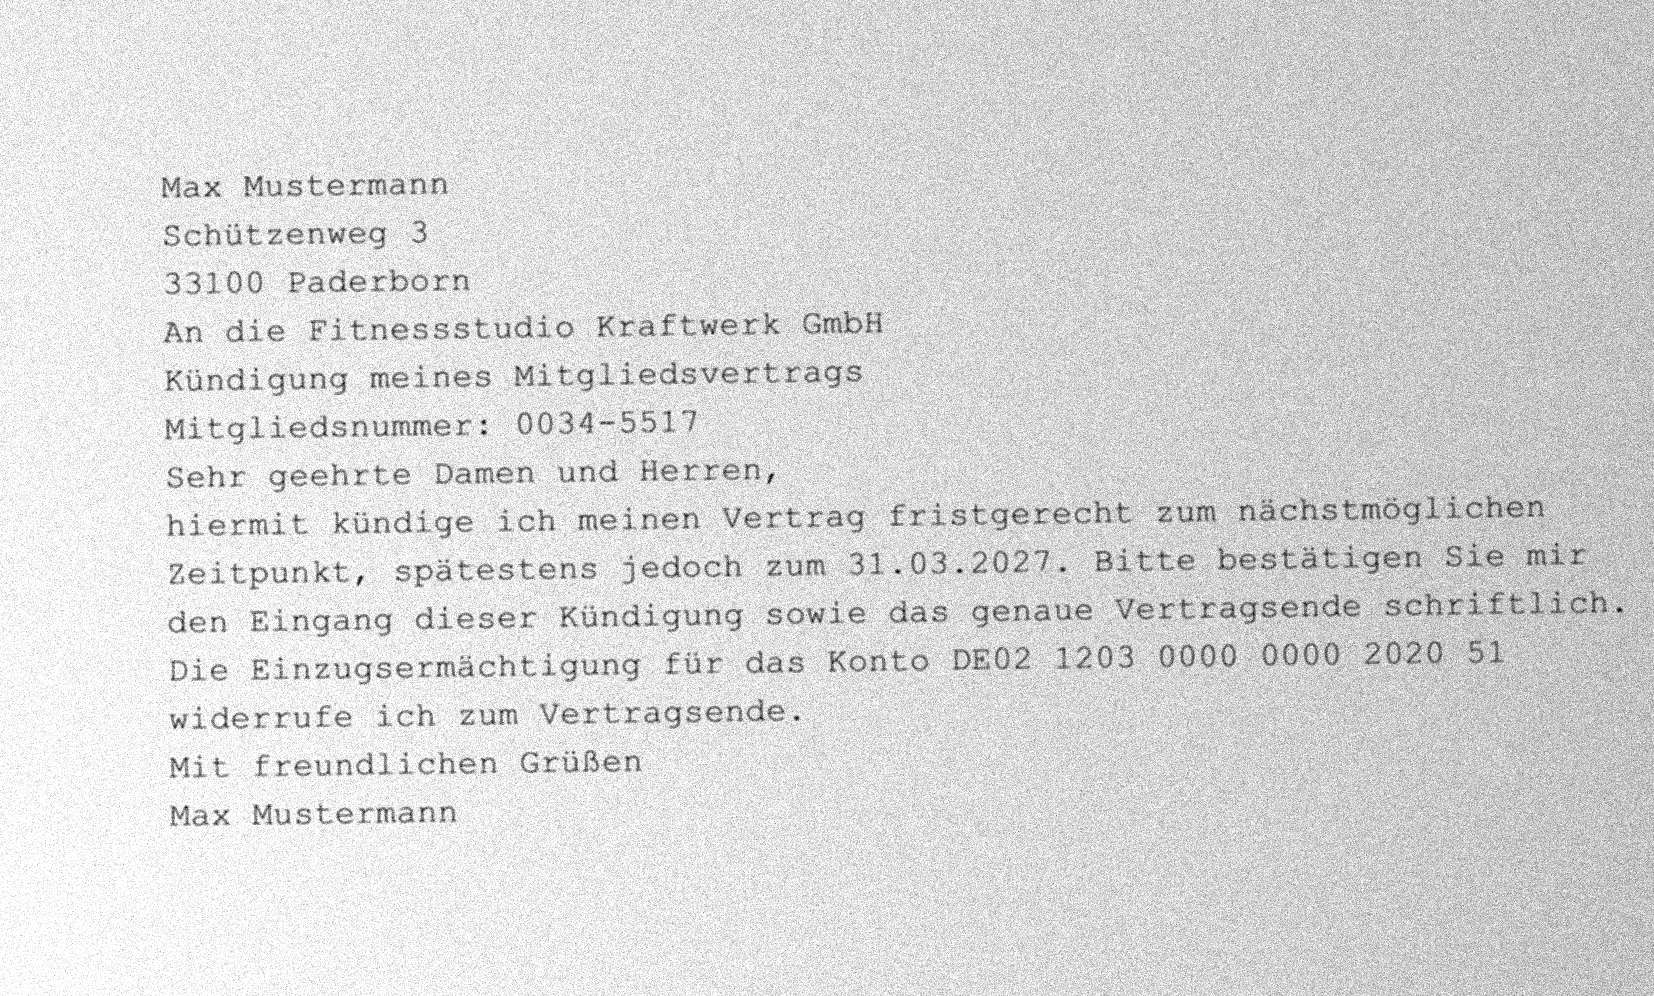 Max Mustermann
Schützenweg 3
33100 Paderborn
An die Fitnessstudio Kraftwerk GmbH
Kündigung meines Mitgliedsvertrags
Mitgliedsnummer: 0034-5517
Sehr geehrte Damen und Herren,
hiermit kündige ich meinen Vertrag fristgerecht zum nächstmöglichen
Zeitpunkt, spätestens jedoch zum 31.03.2027. Bitte bestätigen Sie mir
den Eingang dieser Kündigung sowie das genaue Vertragsende schriftlich.
Die Einzugsermächtigung für das Konto DE02 1203 0000 0000 2020 51
widerrufe ich zum Vertragsende.
Mit freundlichen Grüßen
Max Mustermann